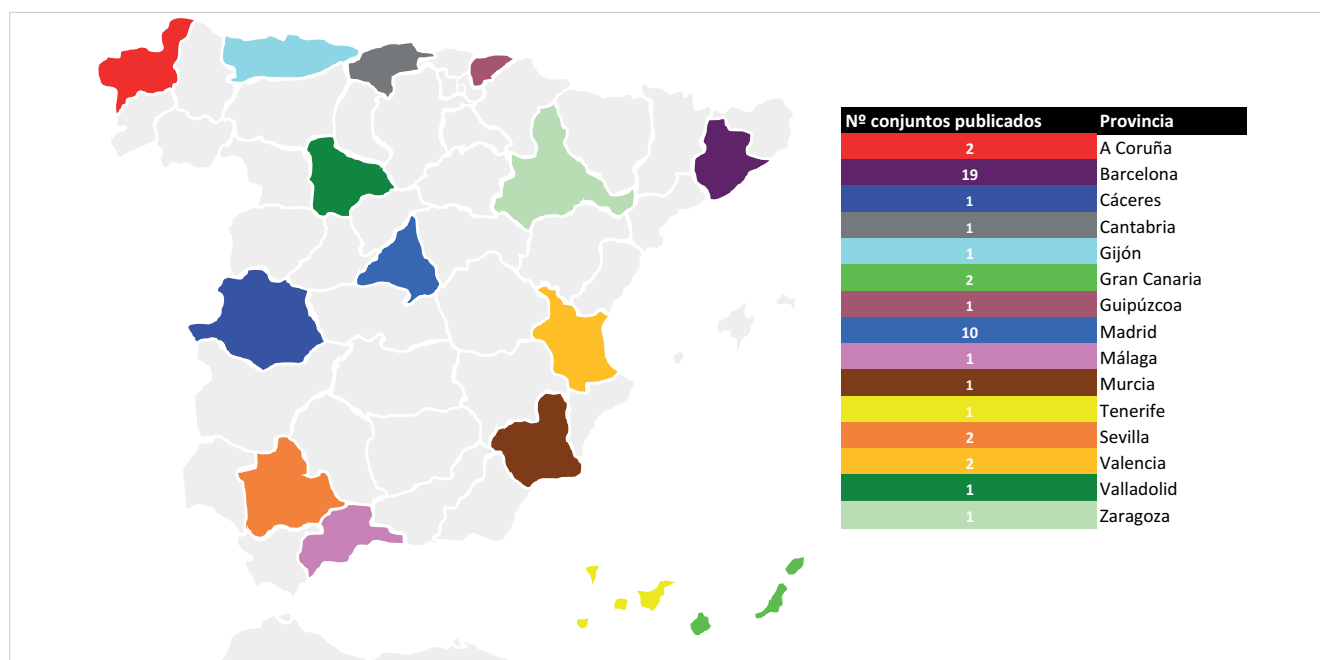 Nº conjuntos publicados Provincia
2 A Coruña
19 Barcelona
1 Cáceres
1 Cantabria
1 Gijón
2 Gran Canaria
1 Guipúzcoa
10 Madrid
1 Málaga
1 Murcia
1 Tenerife
2 Sevilla
2 Valencia
1 Valladolid
1 Zaragoza